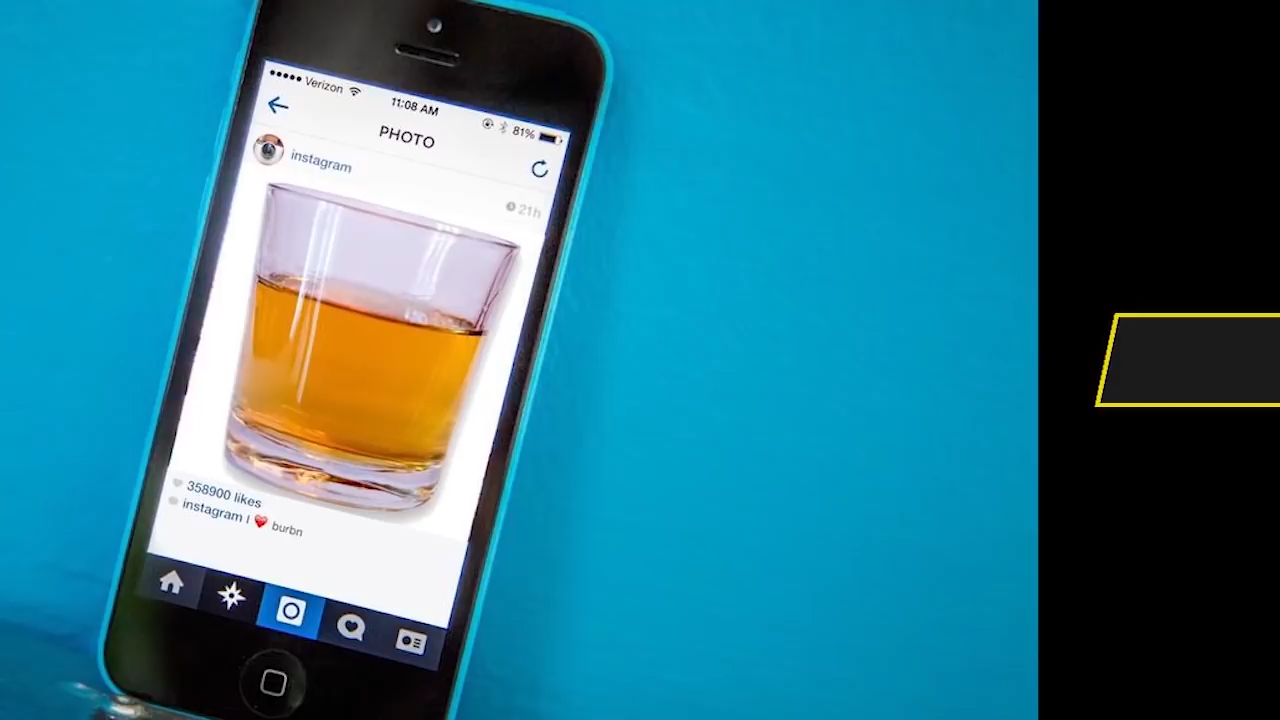 Verizon
11:08 AM
81%
PHOTO
instagram
21h
358900 likes
instagram I ❤️ burbn